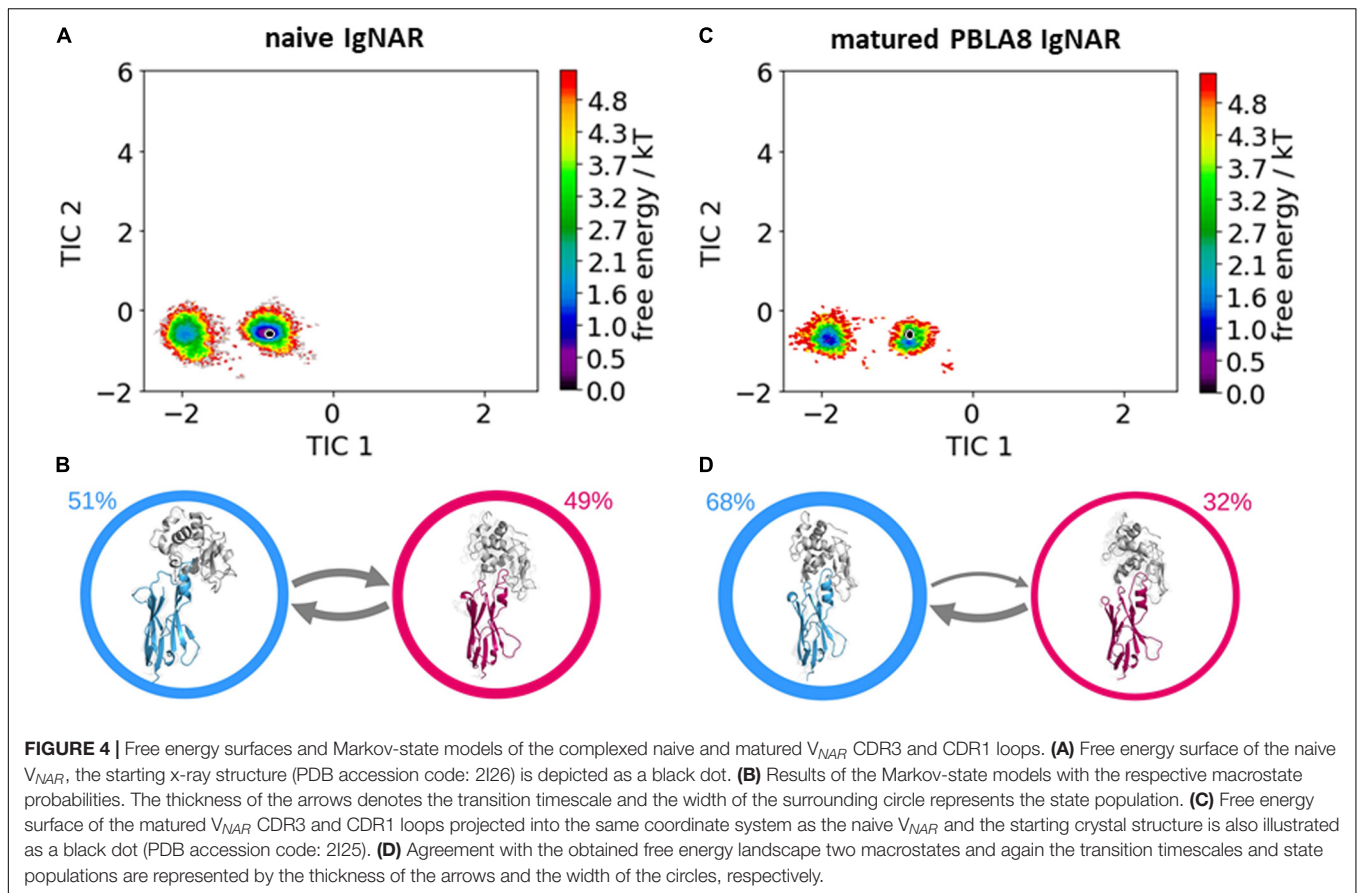 A
naive IgNAR
6
4
2
0
−2
TIC 2
−2
0
2
TIC 1
4.8
4.3
3.7
3.2
2.7
2.1
1.6
1.0
0.5
0.0
free energy / kT
C
matured PBLA8 IgNAR
6
4
2
0
−2
TIC 2
−2
0
2
TIC 1
4.8
4.3
3.7
3.2
2.7
2.1
1.6
1.0
0.5
0.0
free energy / kT
B
51%
49%
D
68%
32%
FIGURE 4 | Free energy surfaces and Markov-state models of the complexed naive and matured VNAR CDR3 and CDR1 loops. (A) Free energy surface of the naive
VNAR, the starting x-ray structure (PDB accession code: 2I26) is depicted as a black dot. (B) Results of the Markov-state models with the respective macrostate
probabilities. The thickness of the arrows denotes the transition timescale and the width of the surrounding circle represents the state population. (C) Free energy
surface of the matured VNAR CDR3 and CDR1 loops projected into the same coordinate system as the naive VNAR and the starting crystal structure is also illustrated
as a black dot (PDB accession code: 2I25). (D) Agreement with the obtained free energy landscape two macrostates and again the transition timescales and state
populations are represented by the thickness of the arrows and the width of the circles, respectively.